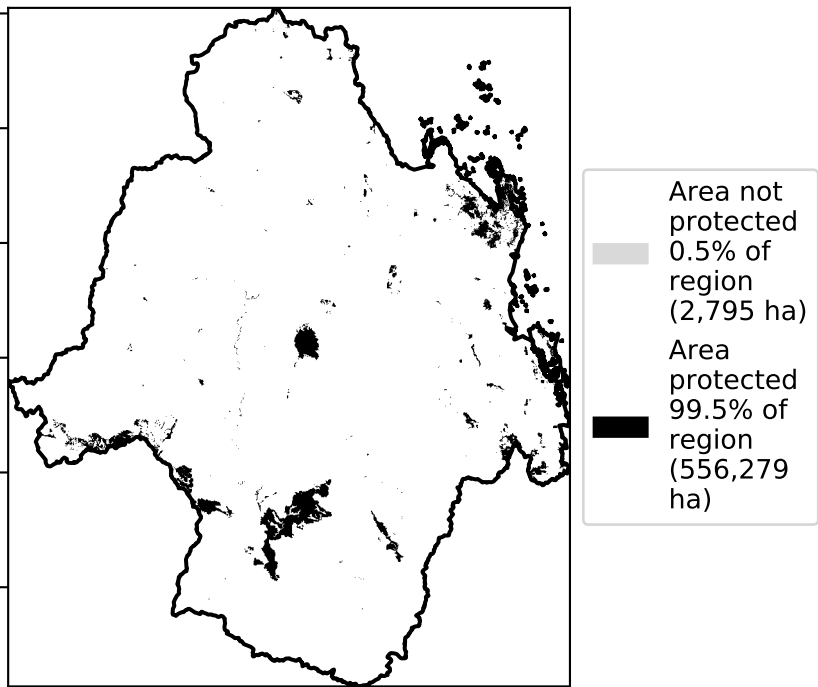 Area not
protected
0.5% of
region
(2,795 ha)
Area
protected
99.5% of
region
(556,279
ha)